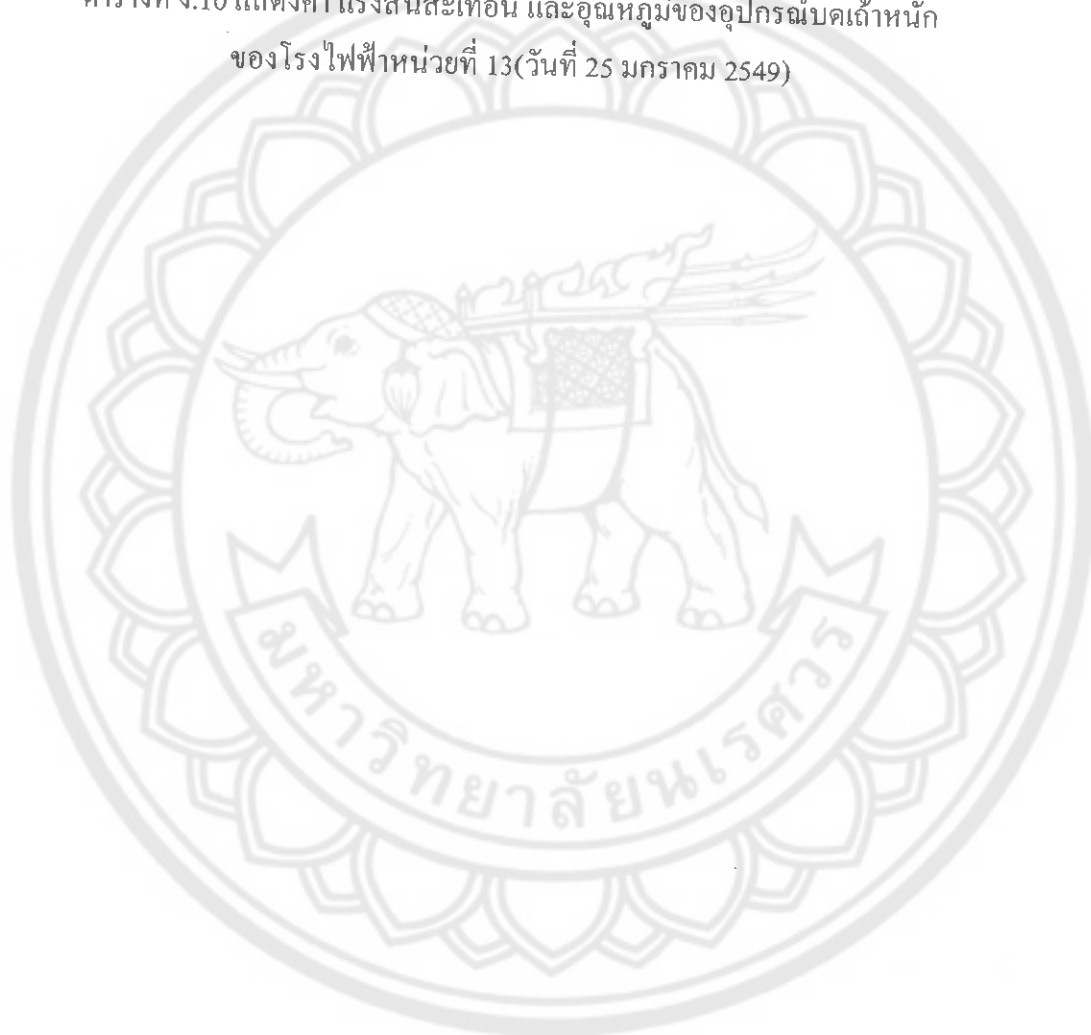 ตารางที่ ง.10 แสดงค่า แรงสั่นสะเทือน และอุณหภูมิของอุปกรณ์บดเถ้าหนัก
ของโรงไฟฟ้าหน่วยที่ 13(วันที่ 25 มกราคม 2549)
มหาวิทยาลัยนเรศวร